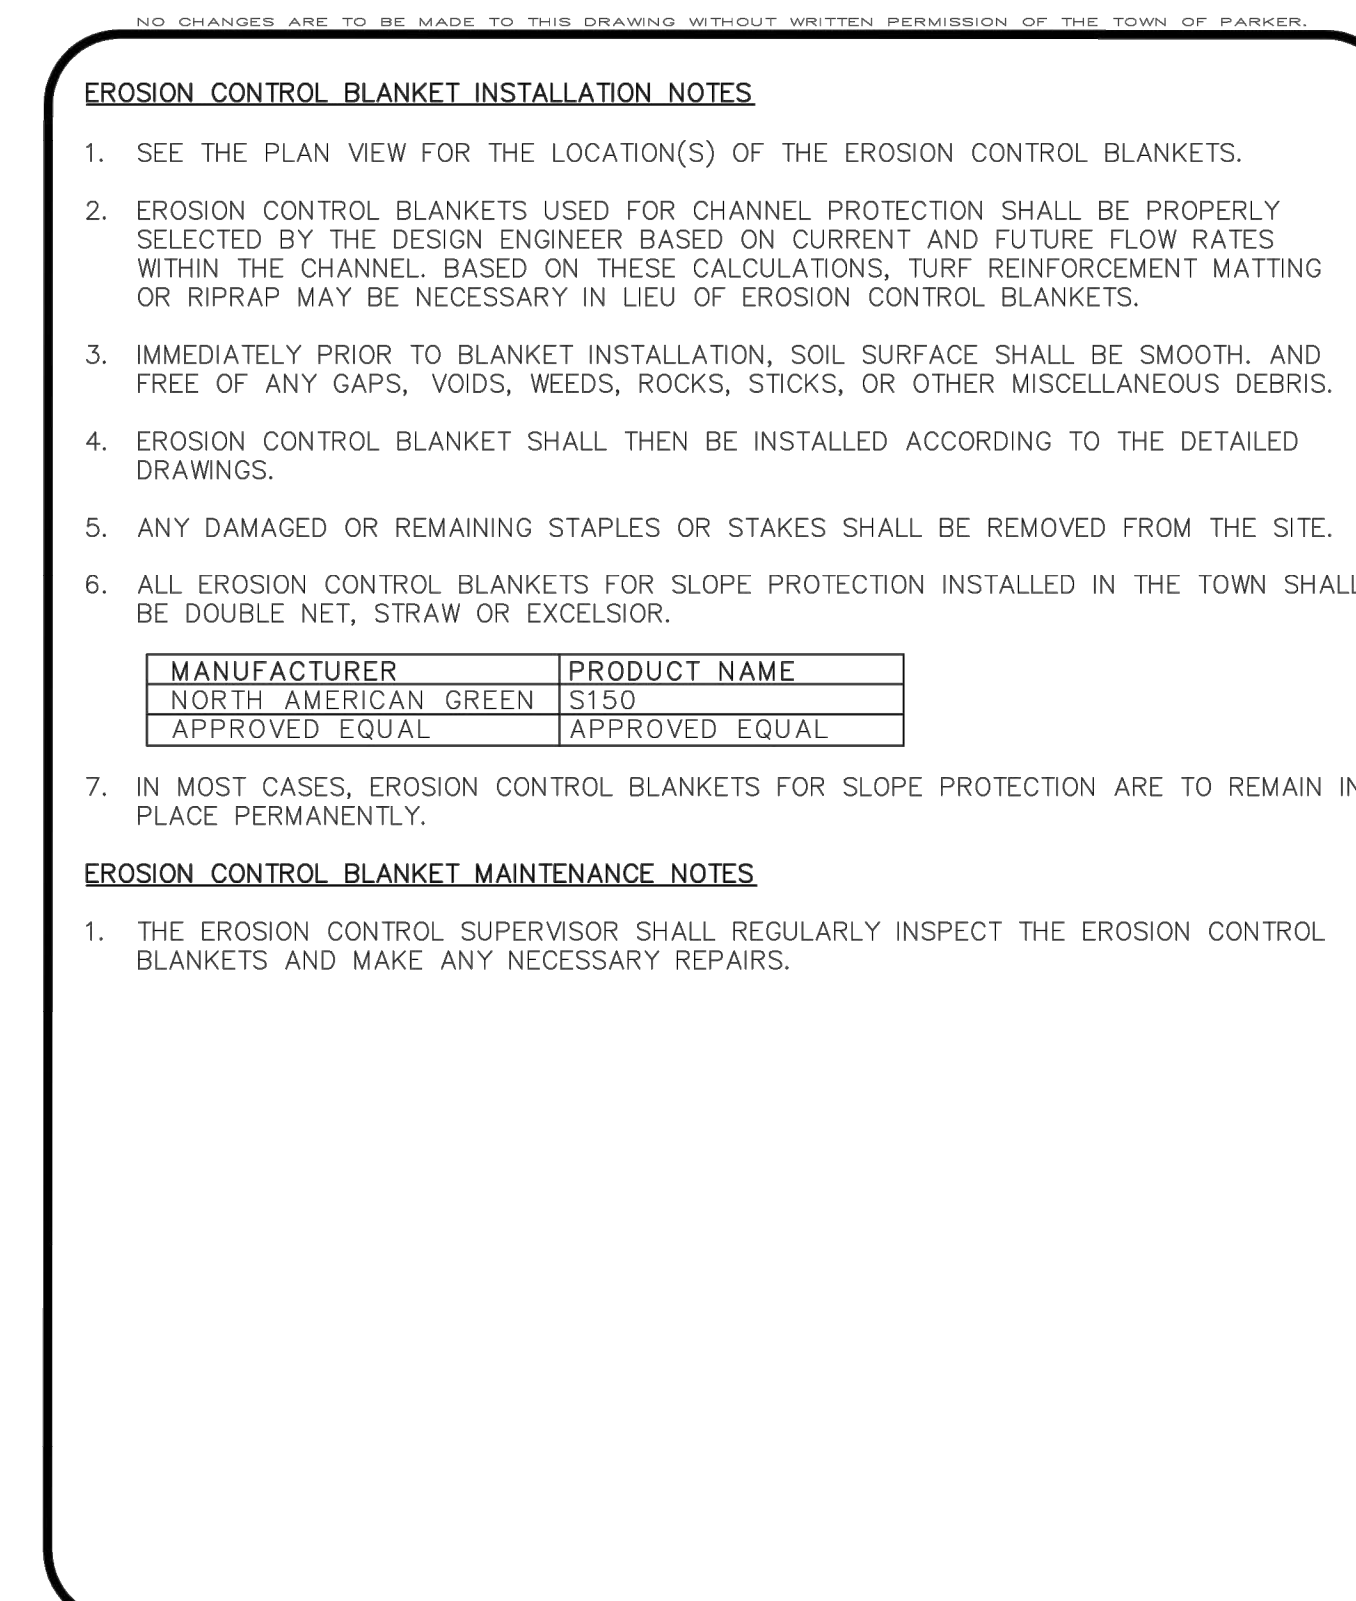 NO CHANGES ARE TO BE MADE TO THIS DRAWING WITHOUT WRITTEN PERMISSION OF THE TOWN OF PARKER.
EROSION CONTROL BLANKET INSTALLATION NOTES
1. SEE THE PLAN VIEW FOR THE LOCATION(S) OF THE EROSION CONTROL BLANKETS.
2. EROSION CONTROL BLANKETS USED FOR CHANNEL PROTECTION SHALL BE PROPERLY
SELECTED BY THE DESIGN ENGINEER BASED ON CURRENT AND FUTURE FLOW RATES
WITHIN THE CHANNEL. BASED ON THESE CALCULATIONS, TURF REINFORCEMENT MATTING
OR RIPRAP MAY BE NECESSARY IN LIEU OF EROSION CONTROL BLANKETS.
3. IMMEDIATELY PRIOR TO BLANKET INSTALLATION, SOIL SURFACE SHALL BE SMOOTH. AND
FREE OF ANY GAPS, VOIDS, WEEDS, ROCKS, STICKS, OR OTHER MISCELLANEOUS DEBRIS.
4. EROSION CONTROL BLANKET SHALL THEN BE INSTALLED ACCORDING TO THE DETAILED
DRAWINGS.
5. ANY DAMAGED OR REMAINING STAPLES OR STAKES SHALL BE REMOVED FROM THE SITE.
6. ALL EROSION CONTROL BLANKETS FOR SLOPE PROTECTION INSTALLED IN THE TOWN SHALL
BE DOUBLE NET, STRAW OR EXCELSIOR.
MANUFACTURER PRODUCT NAME
NORTH AMERICAN GREEN S150
APPROVED EQUAL APPROVED EQUAL
7. IN MOST CASES, EROSION CONTROL BLANKETS FOR SLOPE PROTECTION ARE TO REMAIN IN
PLACE PERMANENTLY.
EROSION CONTROL BLANKET MAINTENANCE NOTES
1. THE EROSION CONTROL SUPERVISOR SHALL REGULARLY INSPECT THE EROSION CONTROL
BLANKETS AND MAKE ANY NECESSARY REPAIRS.